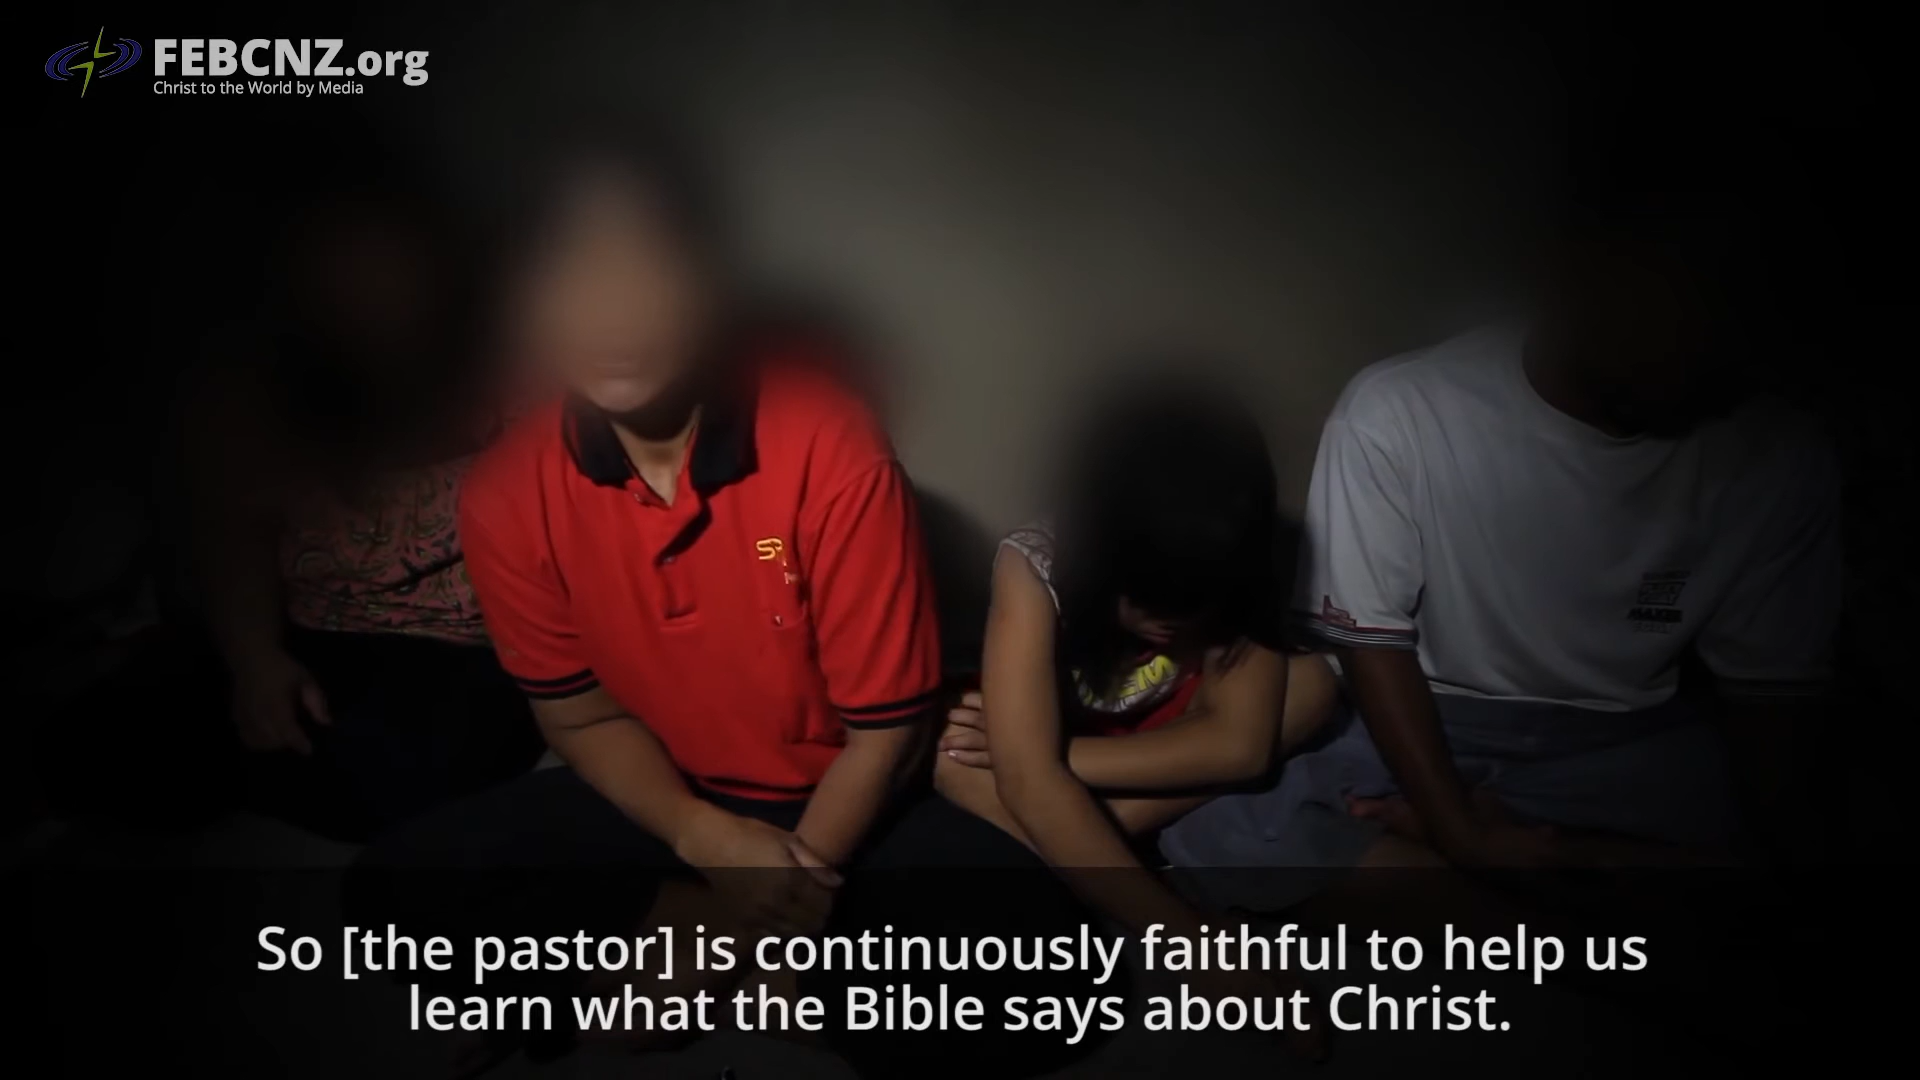 FEBCNZ.org
Christ to the World by Media
So [the pastor] is continuously faithful to help us
learn what the Bible says about Christ.